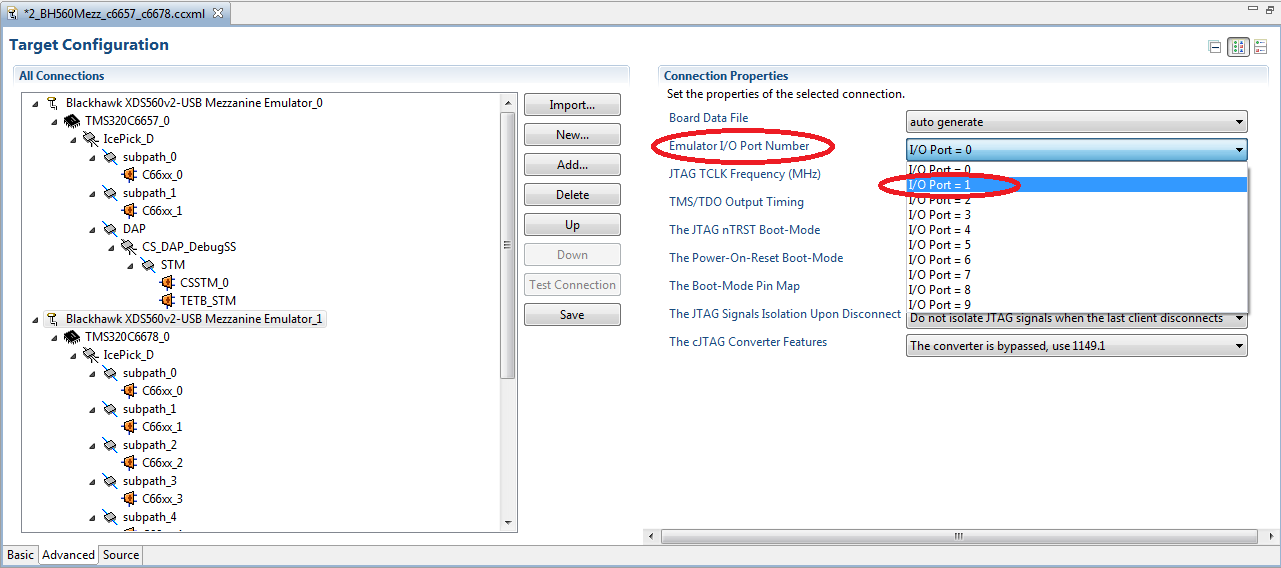 *2_BH560Mezz_c6657_c6678.ccxml
Target Configuration
All Connections
Blackhawk XDS560v2-USB Mezzanine Emulator_0
TMS320C6657_0
IcePick_D
subpath_0
C66xx_0
subpath_1
C66xx_1
DAP
CS_DAP_DebugSS
STM
CSSTM_0
TETB_STM
Blackhawk XDS560v2-USB Mezzanine Emulator_1
TMS320C6678_0
IcePick_D
subpath_0
C66xx_0
subpath_1
C66xx_1
subpath_2
C66xx_2
subpath_3
C66xx_3
subpath_4
Import...
New...
Add...
Delete
Up
Down
Test Connection
Save
Connection Properties
Set the properties of the selected connection.
Board Data File
auto generate
Emulator I/O Port Number
I/O Port = 0
JTAG TCLK Frequency (MHz)
TMS/TDO Output Timing
The JTAG nTRST Boot-Mode
The Power-On-Reset Boot-Mode
The Boot-Mode Pin Map
The JTAG Signals Isolation Upon Disconnect
The cJTAG Converter Features
I/O Port = 0
I/O Port = 1
I/O Port = 2
I/O Port = 3
I/O Port = 4
I/O Port = 5
I/O Port = 6
I/O Port = 7
I/O Port = 8
I/O Port = 9
Do not isolate JTAG signals when the last client disconnects
The converter is bypassed, use 1149.1
Basic
Advanced
Source